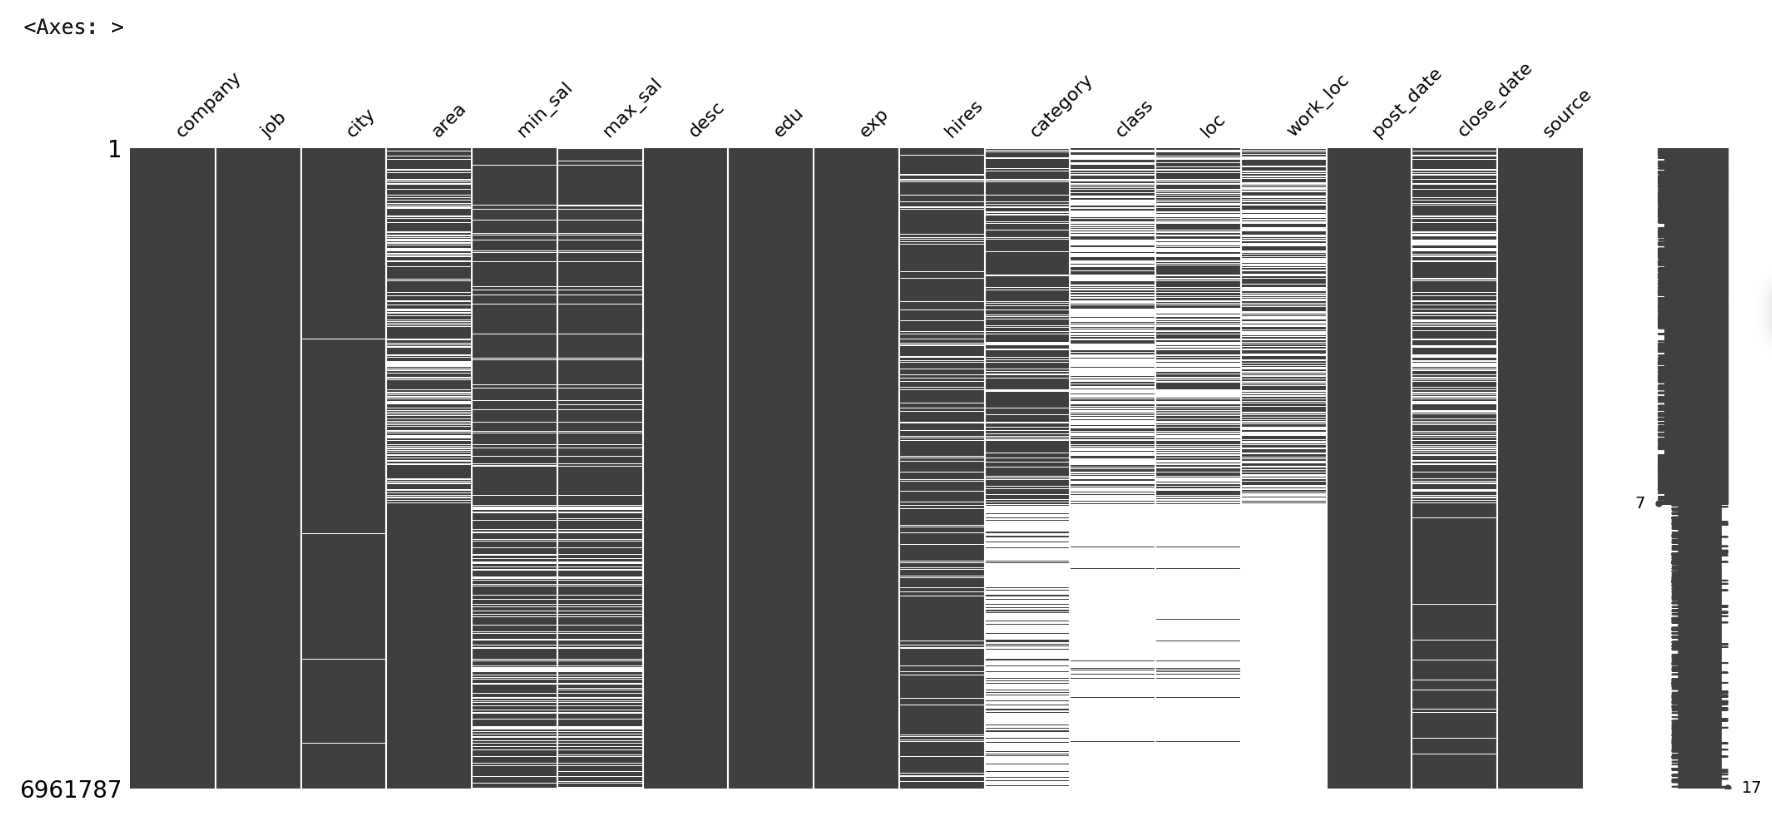 <Axes: >
company job city area min_sal max_sal desc edu exp hires category class loc work_loc post_date close_date source
1
7
6961787
17